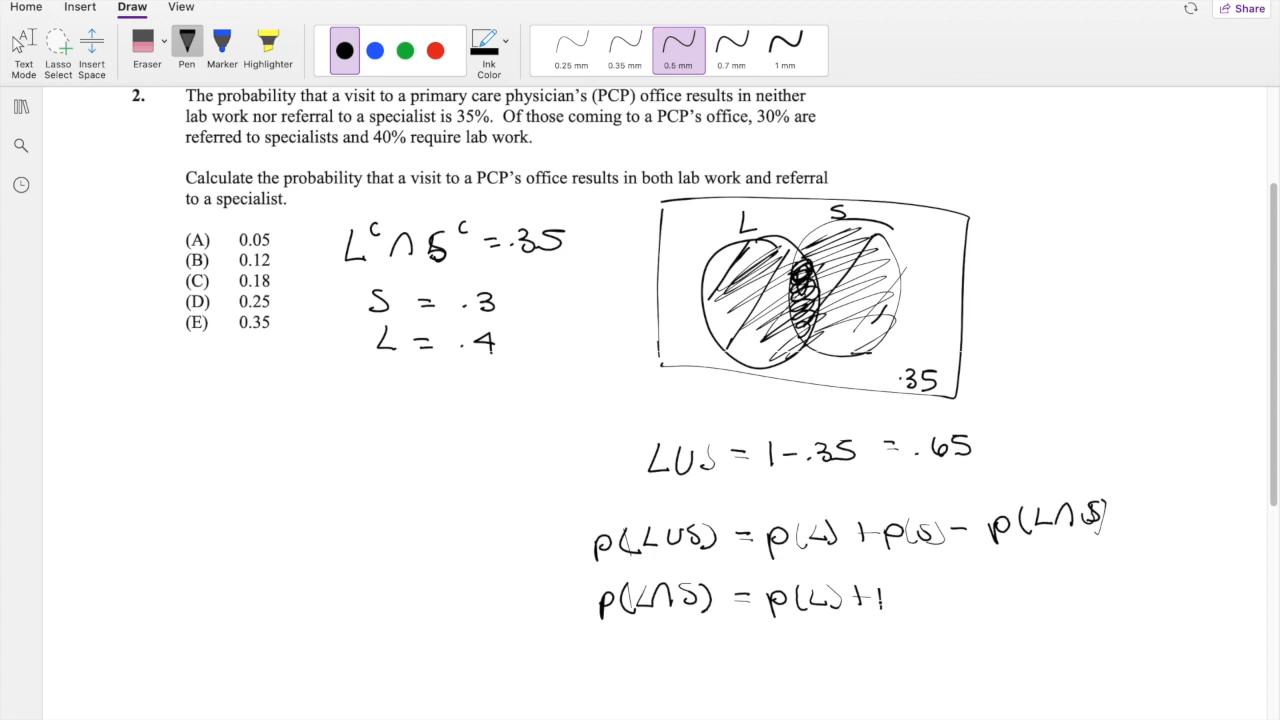 Home Insert Draw View Share
Text Mode Lasso Select Insert Space Eraser Pen Marker Highlighter Ink Color 0.25 mm 0.35 mm 0.5 mm 0.7 mm 1 mm
2. The probability that a visit to a primary care physician's (PCP) office results in neither
lab work nor referral to a specialist is 35%. Of those coming to a PCP's office, 30% are
referred to specialists and 40% require lab work.
Calculate the probability that a visit to a PCP's office results in both lab work and referral
to a specialist.
(A) 0.05
(B) 0.12
(C) 0.18
(D) 0.25
(E) 0.35
Lᶜ ∩ Sᶜ = .35
S = .3
L = .4
L S
.35
L∪S = 1 - .35 = .65
p(L∪S) = p(L) + p(S) - p(L∩S)
p(L∩S) = p(L) +